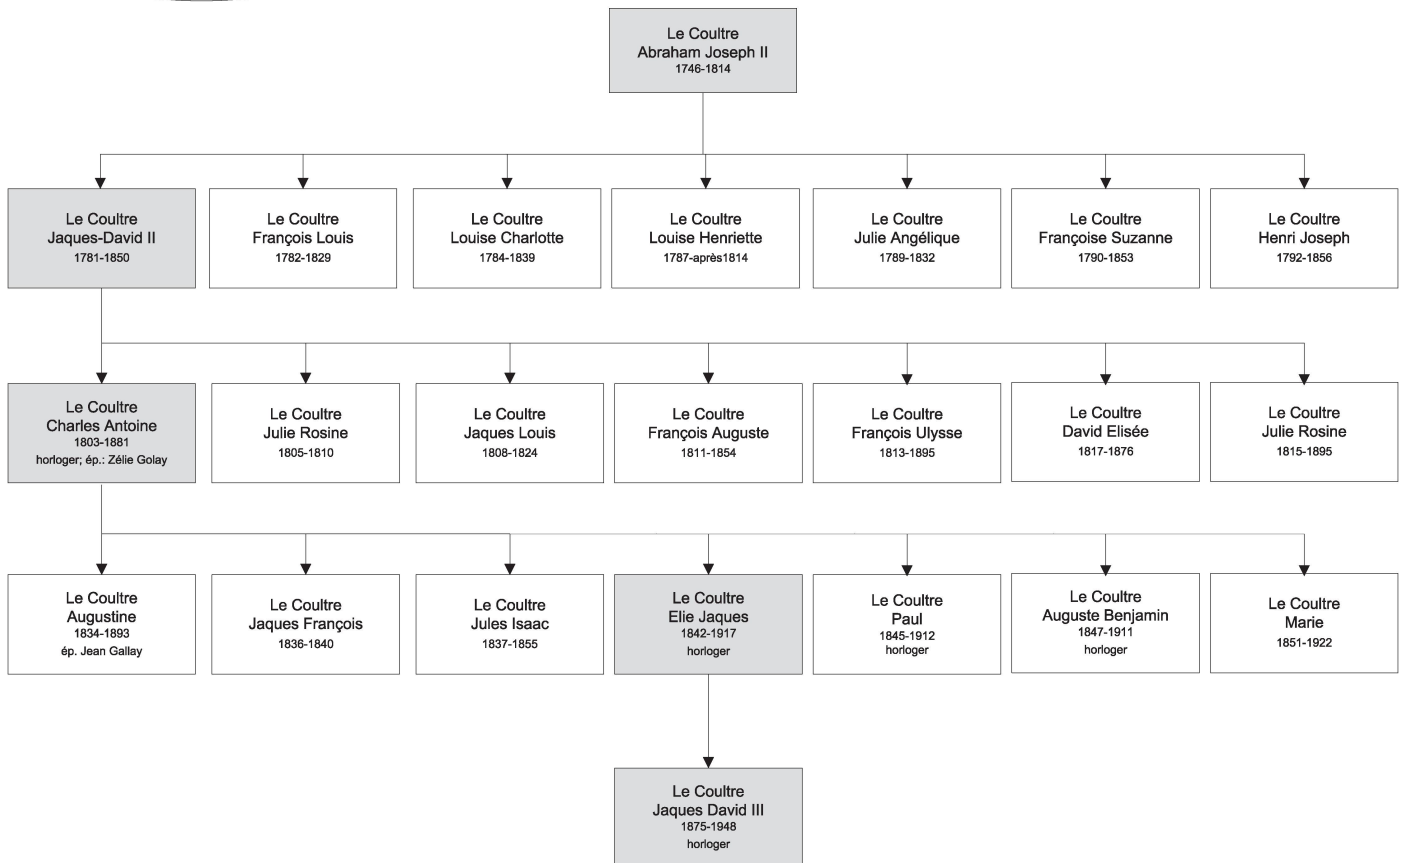 Le Coultre
Abraham Joseph II
1746-1814
Le Coultre
Jaques-David II
1781-1850
Le Coultre
François Louis
1782-1829
Le Coultre
Louise Charlotte
1784-1839
Le Coultre
Louise Henriette
1787-après1814
Le Coultre
Julie Angélique
1789-1832
Le Coultre
Françoise Suzanne
1790-1853
Le Coultre
Henri Joseph
1792-1856
Le Coultre
Charles Antoine
1803-1881
horloger; ép.: Zélie Golay
Le Coultre
Julie Rosine
1805-1810
Le Coultre
Jaques Louis
1808-1824
Le Coultre
François Auguste
1811-1854
Le Coultre
François Ulysse
1813-1895
Le Coultre
David Elisée
1817-1876
Le Coultre
Julie Rosine
1815-1895
Le Coultre
Augustine
1834-1893
ép. Jean Gallay
Le Coultre
Jaques François
1836-1840
Le Coultre
Jules Isaac
1837-1855
Le Coultre
Elie Jaques
1842-1917
horloger
Le Coultre
Paul
1845-1912
horloger
Le Coultre
Auguste Benjamin
1847-1911
horloger
Le Coultre
Marie
1851-1922
Le Coultre
Jaques David III
1875-1948
horloger